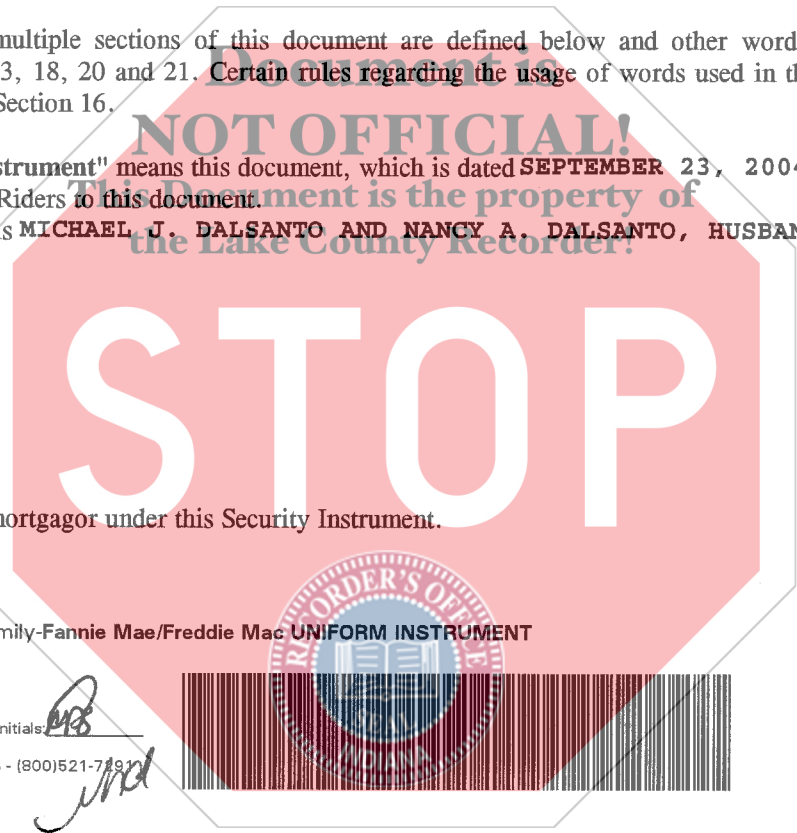 multiple sections of this document are defined below and other word
3, 18, 20 and 21. Certain rules regarding the usage of words used in th
Section 16.
Document is
NOT OFFICIAL!
strument" means this document, which is dated SEPTEMBER 23, 2004
Riders to this document.
This Document is the property of
s MICHAEL J. DALSANTO AND NANCY A. DALSANTO, HUSBAN
the Lake County Recorder!
STOP
mortgagor under this Security Instrument.
RECORDER'S OFFICE
mily-Fannie Mae/Freddie Mac UNIFORM INSTRUMENT
SEAL
INDIANA
nitials:
- (800)521-7291